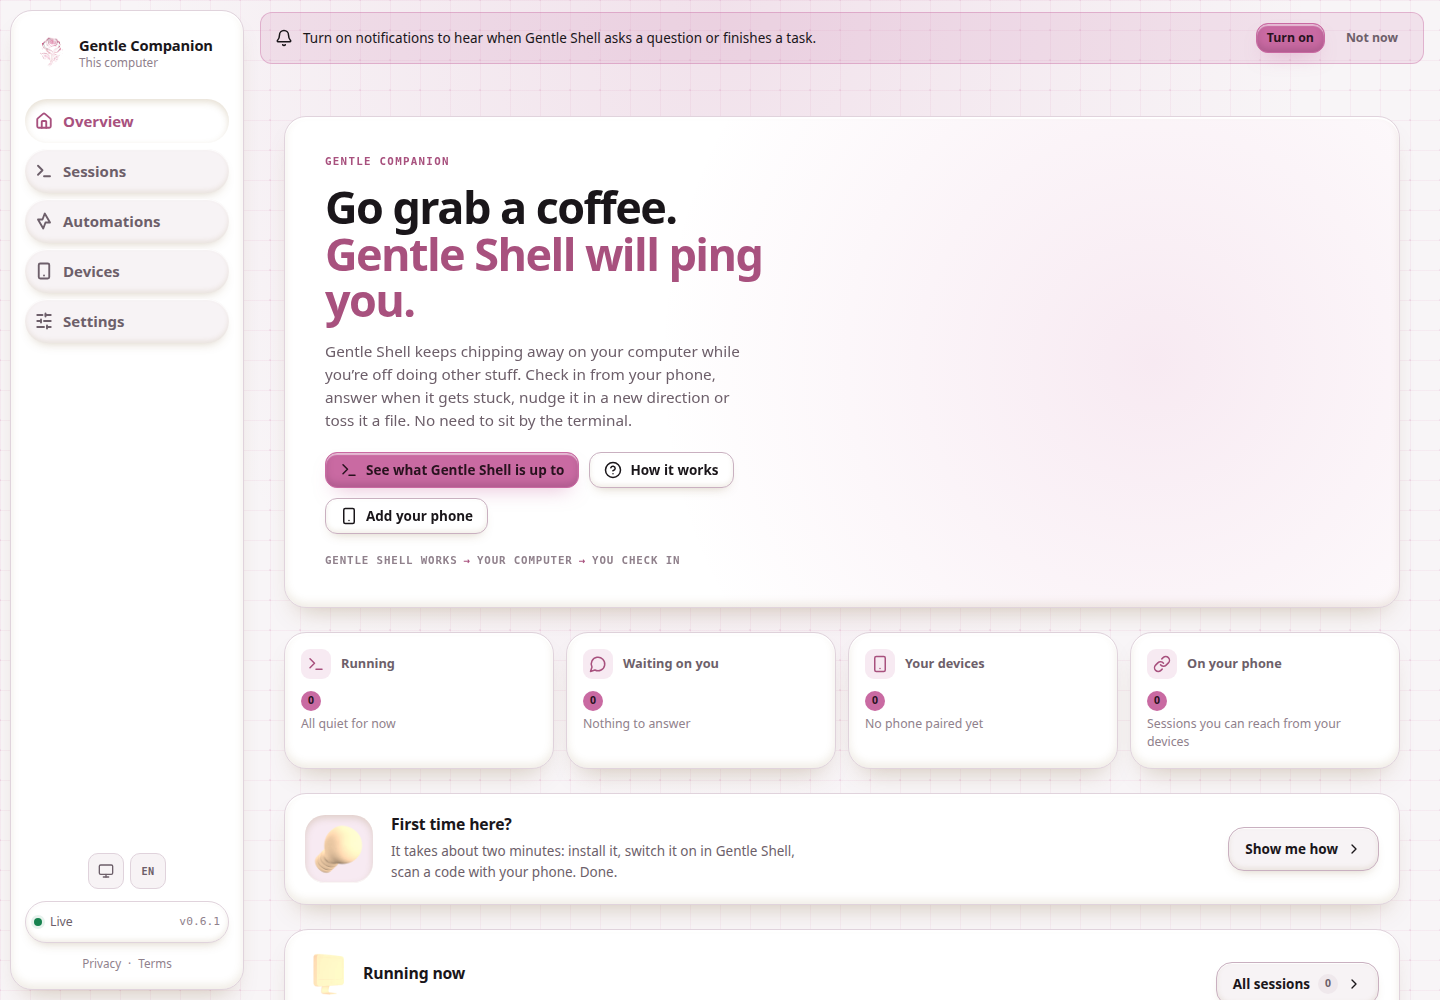 Gentle Companion
This computer
Overview
Sessions
Automations
Devices
Settings
EN
Live
v0.6.1
Privacy · Terms
Turn on notifications to hear when Gentle Shell asks a question or finishes a task.
Turn on
Not now
GENTLE COMPANION
Go grab a coffee.
Gentle Shell will ping
you.
Gentle Shell keeps chipping away on your computer while
you’re off doing other stuff. Check in from your phone,
answer when it gets stuck, nudge it in a new direction or
toss it a file. No need to sit by the terminal.
See what Gentle Shell is up to
How it works
Add your phone
GENTLE SHELL WORKS → YOUR COMPUTER → YOU CHECK IN
Running
0
All quiet for now
Waiting on you
0
Nothing to answer
Your devices
0
No phone paired yet
On your phone
0
Sessions you can reach from your
devices
First time here?
It takes about two minutes: install it, switch it on in Gentle Shell,
scan a code with your phone. Done.
Show me how
Running now
All sessions 0